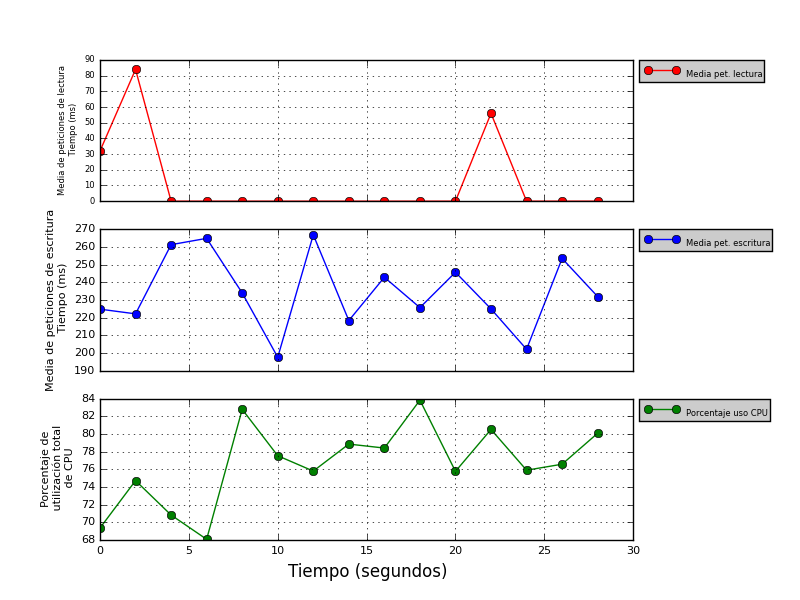 Media de peticiones de lectura
Tiempo (ms)
90
80
70
60
50
40
30
20
10
0
Media pet. lectura
Media de peticiones de escritura
Tiempo (ms)
270
260
250
240
230
220
210
200
190
Media pet. escritura
Porcentaje de
utilización total
de CPU
84
82
80
78
76
74
72
70
68
Porcentaje uso CPU
0 5 10 15 20 25 30
Tiempo (segundos)